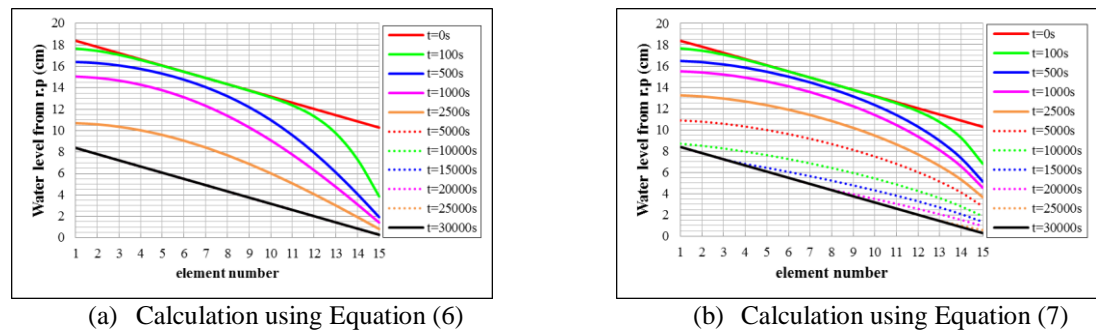 Water level from r.p (cm)
20
18
16
14
12
10
8
6
4
2
0
1 2 3 4 5 6 7 8 9 10 11 12 13 14 15
element number
t=0s
t=100s
t=500s
t=1000s
t=2500s
t=5000s
t=10000s
t=15000s
t=20000s
t=25000s
t=30000s
(a) Calculation using Equation (6)
Water level from r.p (cm)
20
18
16
14
12
10
8
6
4
2
0
1 2 3 4 5 6 7 8 9 10 11 12 13 14 15
element number
t=0s
t=100s
t=500s
t=1000s
t=2500s
t=5000s
t=10000s
t=15000s
t=20000s
t=25000s
t=30000s
(b) Calculation using Equation (7)